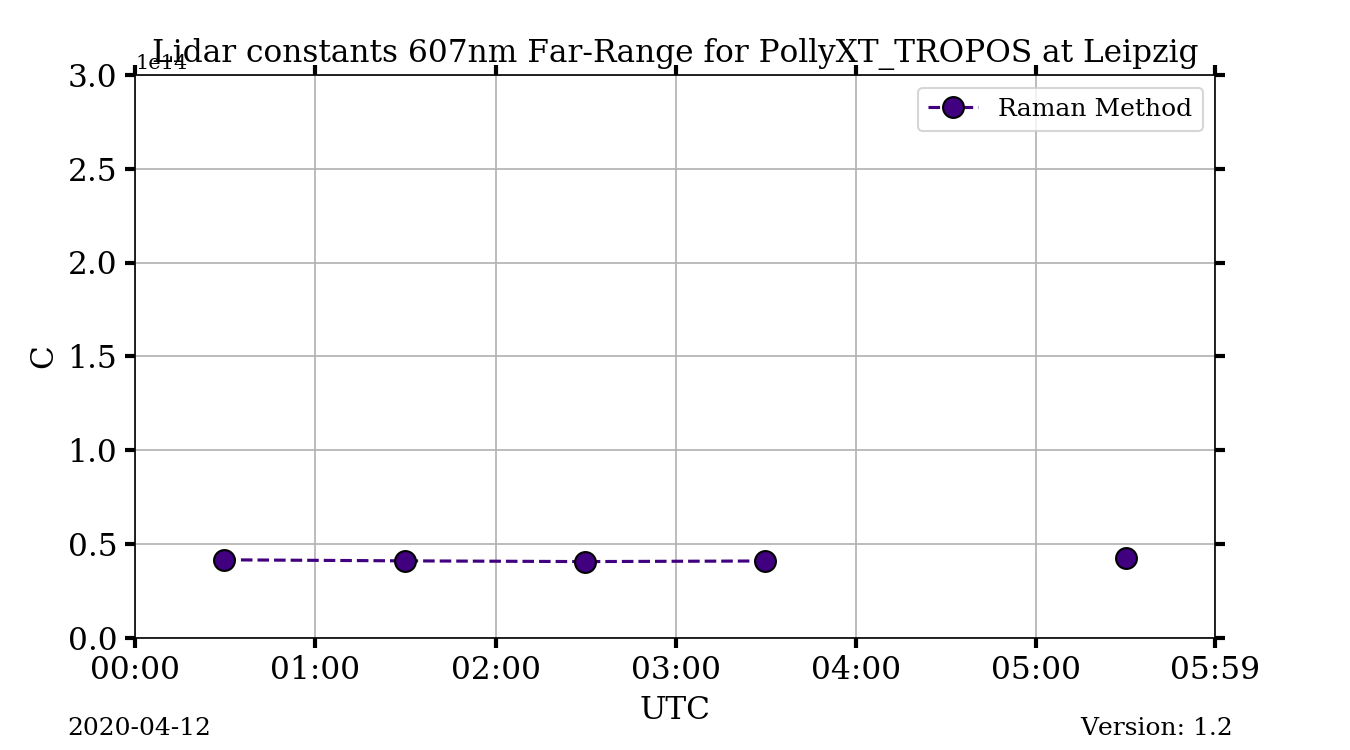 Lidar constants 607nm Far-Range for PollyXT_TROPOS at Leipzig
1e14
Raman Method
3.0
2.5
2.0
1.5
1.0
0.5
0.0
C
00:00 01:00 02:00 03:00 04:00 05:00 05:59
UTC
2020-04-12
Version: 1.2